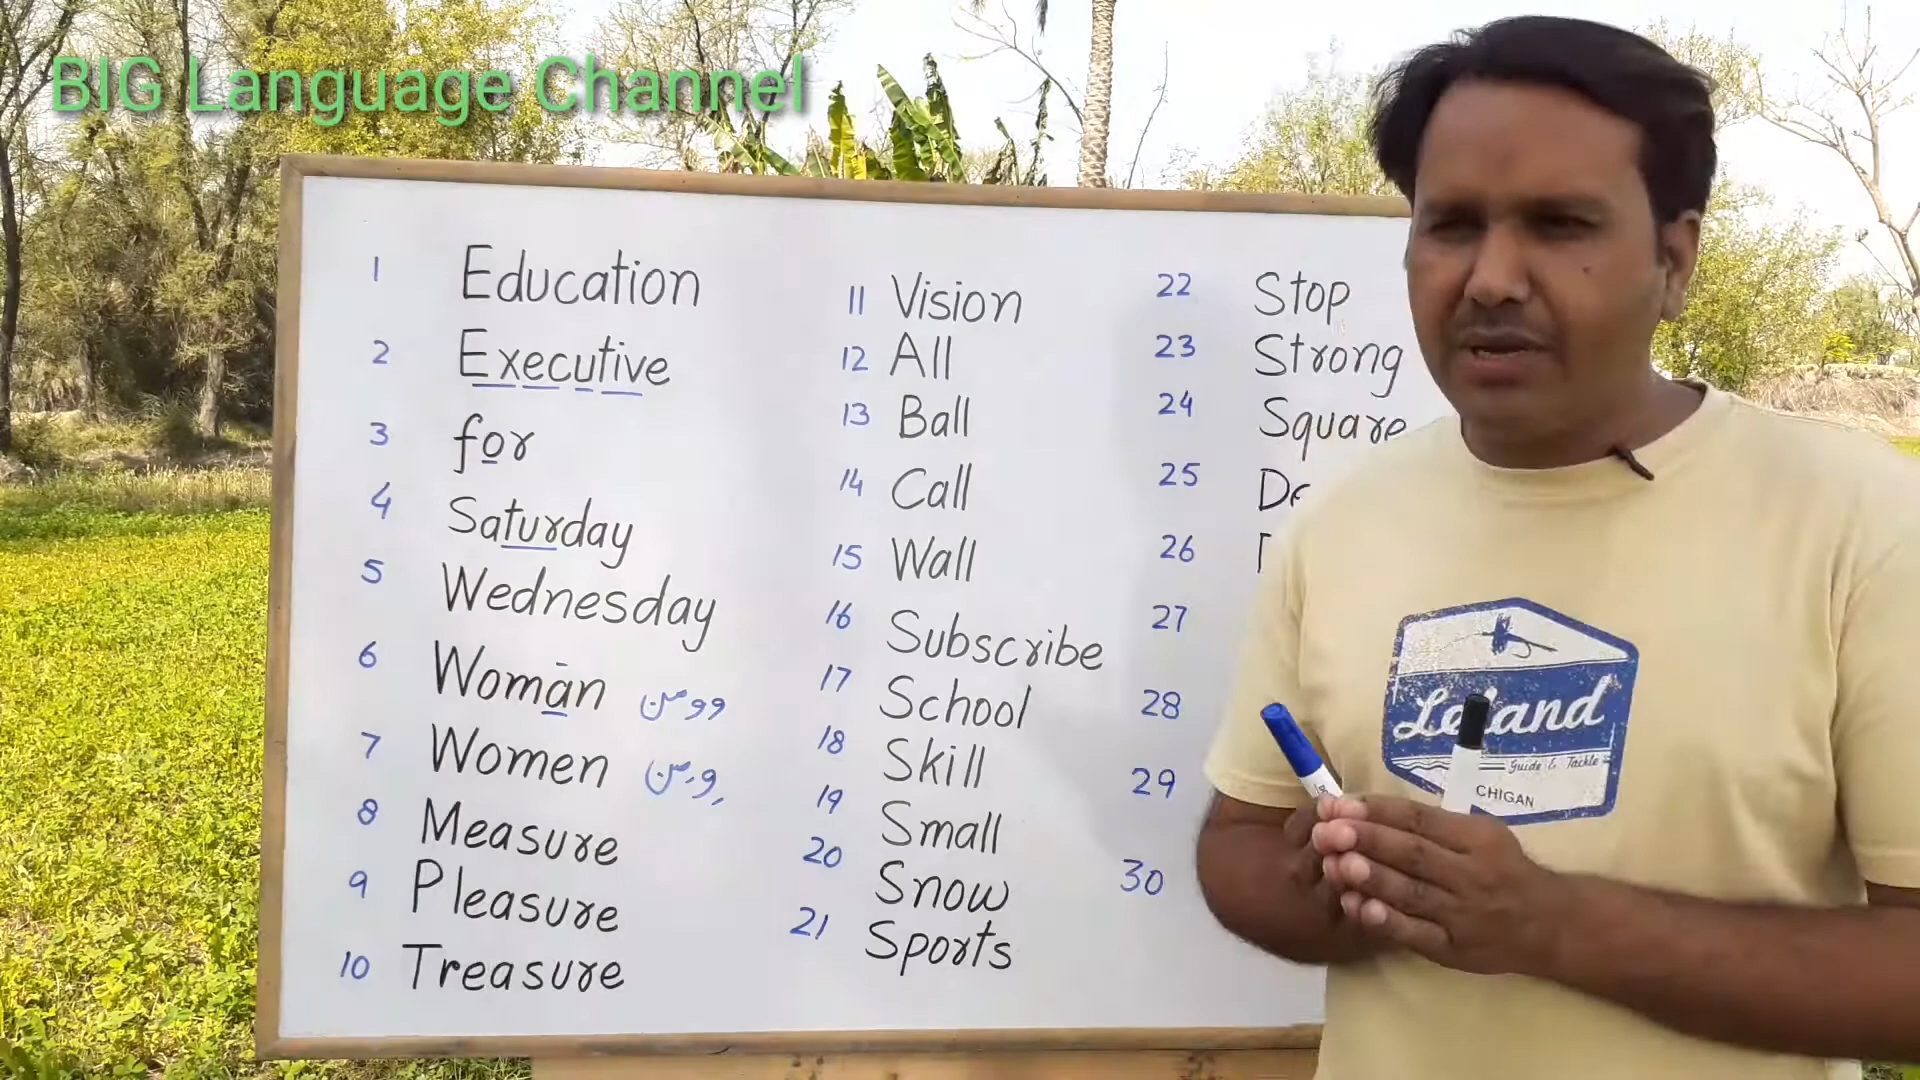 BIG Language Channel
1 Education
2 Executive
3 for
4 Saturday
5 Wednesday
6 Woman وومن
7 Women وِمن
8 Measure
9 Pleasure
10 Treasure
11 Vision
12 All
13 Ball
14 Call
15 Wall
16 Subscribe
17 School
18 Skill
19 Small
20 Snow
21 Sports
22 Stop
23 Strong
24 Square
25 De
26
27
28
29
30
Leland
Guide & Tackle
CHIGAN